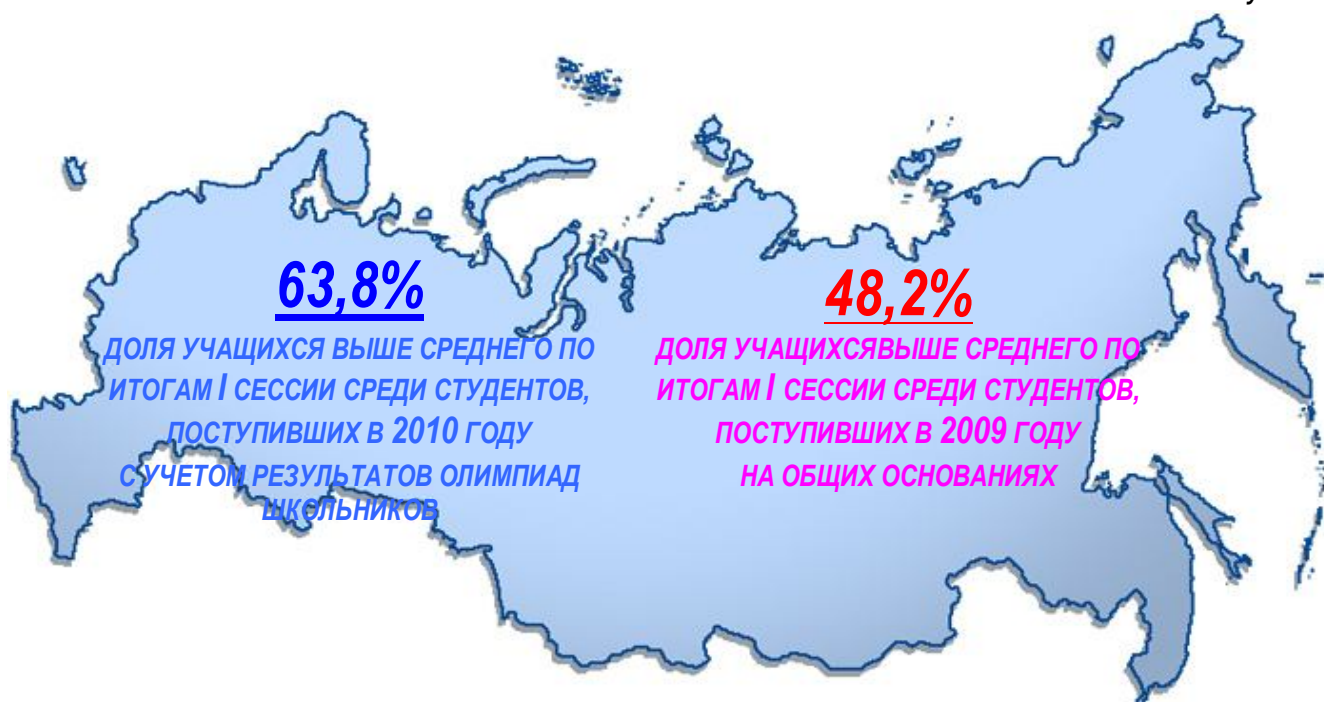 63,8%
ДОЛЯ УЧАЩИХСЯ ВЫШЕ СРЕДНЕГО ПО
ИТОГАМ I СЕССИИ СРЕДИ СТУДЕНТОВ,
ПОСТУПИВШИХ В 2010 ГОДУ
С УЧЕТОМ РЕЗУЛЬТАТОВ ОЛИМПИАД
ШКОЛЬНИКОВ
48,2%
ДОЛЯ УЧАЩИХСЯВЫШЕ СРЕДНЕГО ПО
ИТОГАМ I СЕССИИ СРЕДИ СТУДЕНТОВ,
ПОСТУПИВШИХ В 2009 ГОДУ
НА ОБЩИХ ОСНОВАНИЯХ